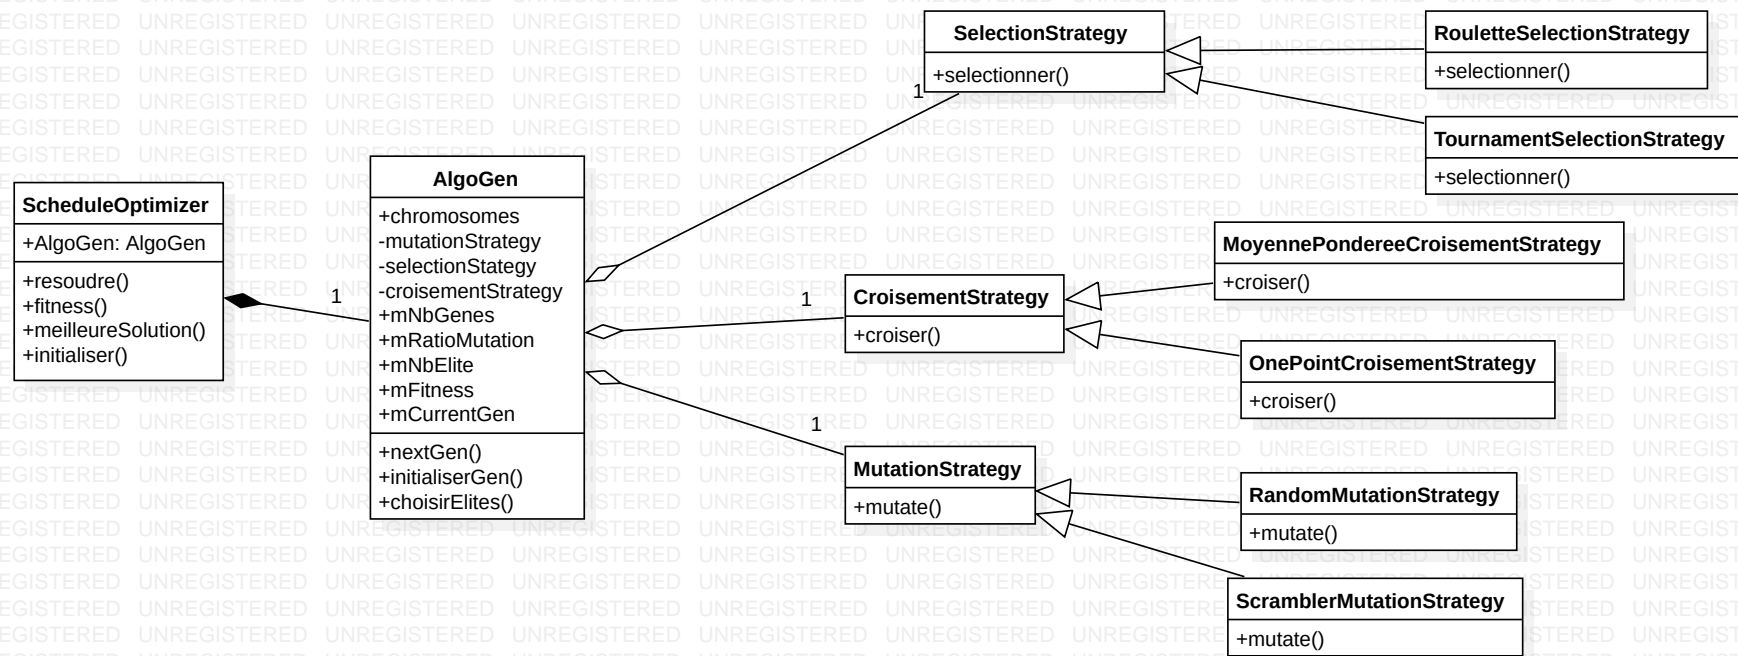 SelectionStrategy
+selectionner()
RouletteSelectionStrategy
+selectionner()
TournamentSelectionStrategy
+selectionner()
1
AlgoGen
+chromosomes
-mutationStrategy
-selectionStategy
-croisementStrategy
+mNbGenes
+mRatioMutation
+mNbElite
+mFitness
+mCurrentGen
+nextGen()
+initialiserGen()
+choisirElites()
ScheduleOptimizer
+AlgoGen: AlgoGen
+resoudre()
+fitness()
+meilleureSolution()
+initialiser()
1
1
CroisementStrategy
+croiser()
MoyennePondereeCroisementStrategy
+croiser()
OnePointCroisementStrategy
+croiser()
1
MutationStrategy
+mutate()
RandomMutationStrategy
+mutate()
ScramblerMutationStrategy
+mutate()
UNREGISTERED